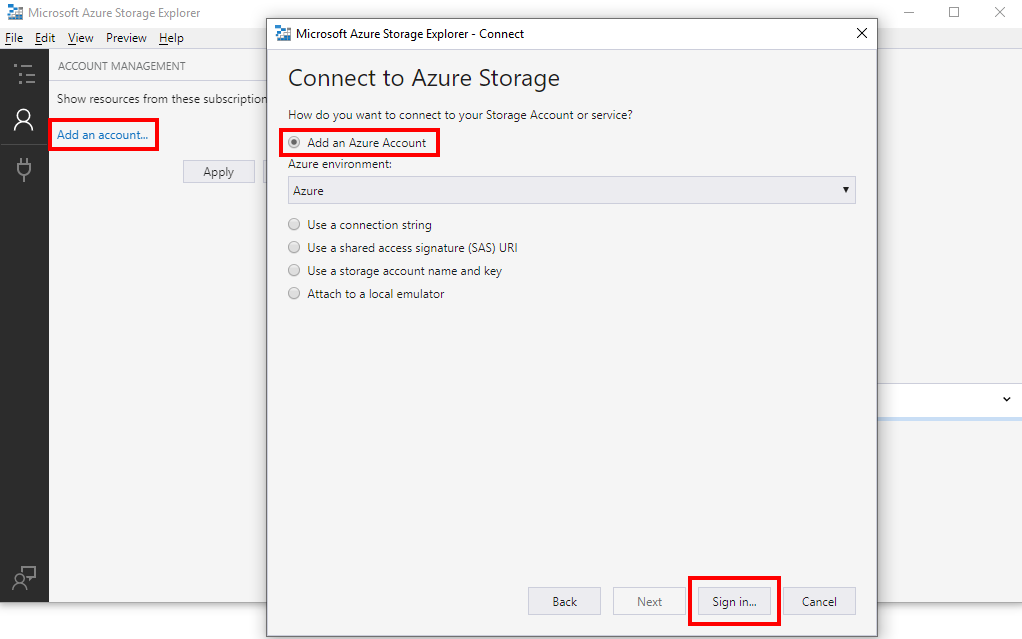 Microsoft Azure Storage Explorer
File Edit View Preview Help
ACCOUNT MANAGEMENT
Show resources from these subscription
Add an account...
Apply
Microsoft Azure Storage Explorer - Connect
Connect to Azure Storage
How do you want to connect to your Storage Account or service?
Add an Azure Account
Azure environment:
Azure
Use a connection string
Use a shared access signature (SAS) URI
Use a storage account name and key
Attach to a local emulator
Back Next Sign in... Cancel